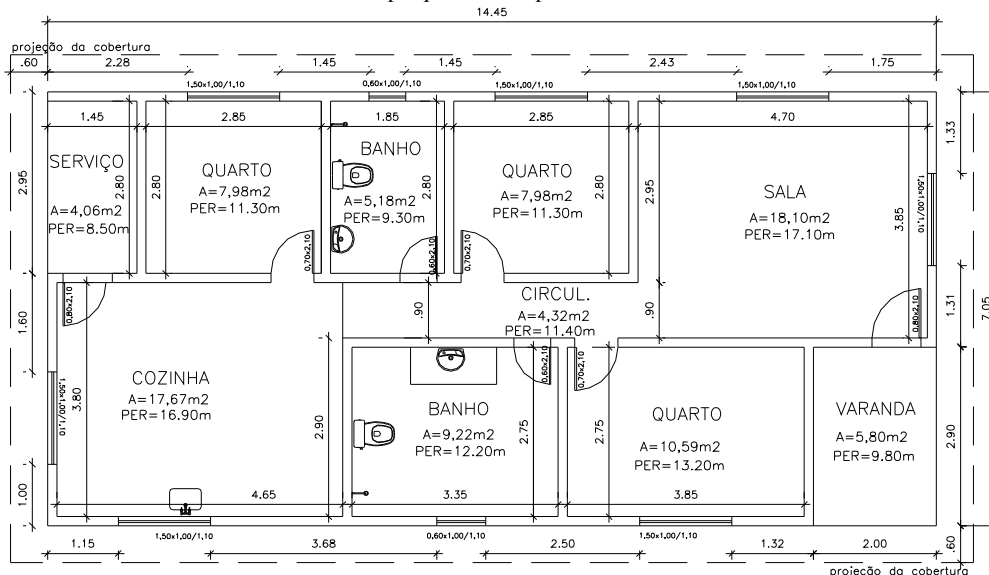 14.45
projeção da cobertura
.60
2.28
1.45
1.45
2.43
1.75
1,50x1,00/1,10
0,60x1,00/1,10
1,50x1,00/1,10
1,50x1,00/1,10
1.45
2.85
1.85
2.85
4.70
1.33
SERVIÇO
A=4,06m2
PER=8.50m
2.95
2.80
2.80
QUARTO
A=7,98m2
PER=11.30m
BANHO
A=5,18m2
PER=9.30m
2.80
QUARTO
A=7,98m2
PER=11.30m
2.80
2.95
SALA
A=18,10m2
PER=17.10m
3.85
1,50x1,00/1,10
0,70x2,10
0,60x2,10
0,70x2,10
0,80x2,10
1.60
.90
CIRCUL.
A=4,32m2
PER=11.40m
.90
0,80x2,10
1.31
7.05
COZINHA
A=17,67m2
PER=16.90m
1,50x1,00/1,10
3.80
2.90
0,60x2,10
0,70x2,10
BANHO
A=9,22m2
PER=12.20m
2.75
2.75
QUARTO
A=10,59m2
PER=13.20m
VARANDA
A=5,80m2
PER=9.80m
2.90
1.00
4.65
3.35
3.85
1,50x1,00/1,10
0,60x1,00/1,10
1,50x1,00/1,10
1.15
3.68
2.50
1.32
2.00
.60
projeção da cobertura